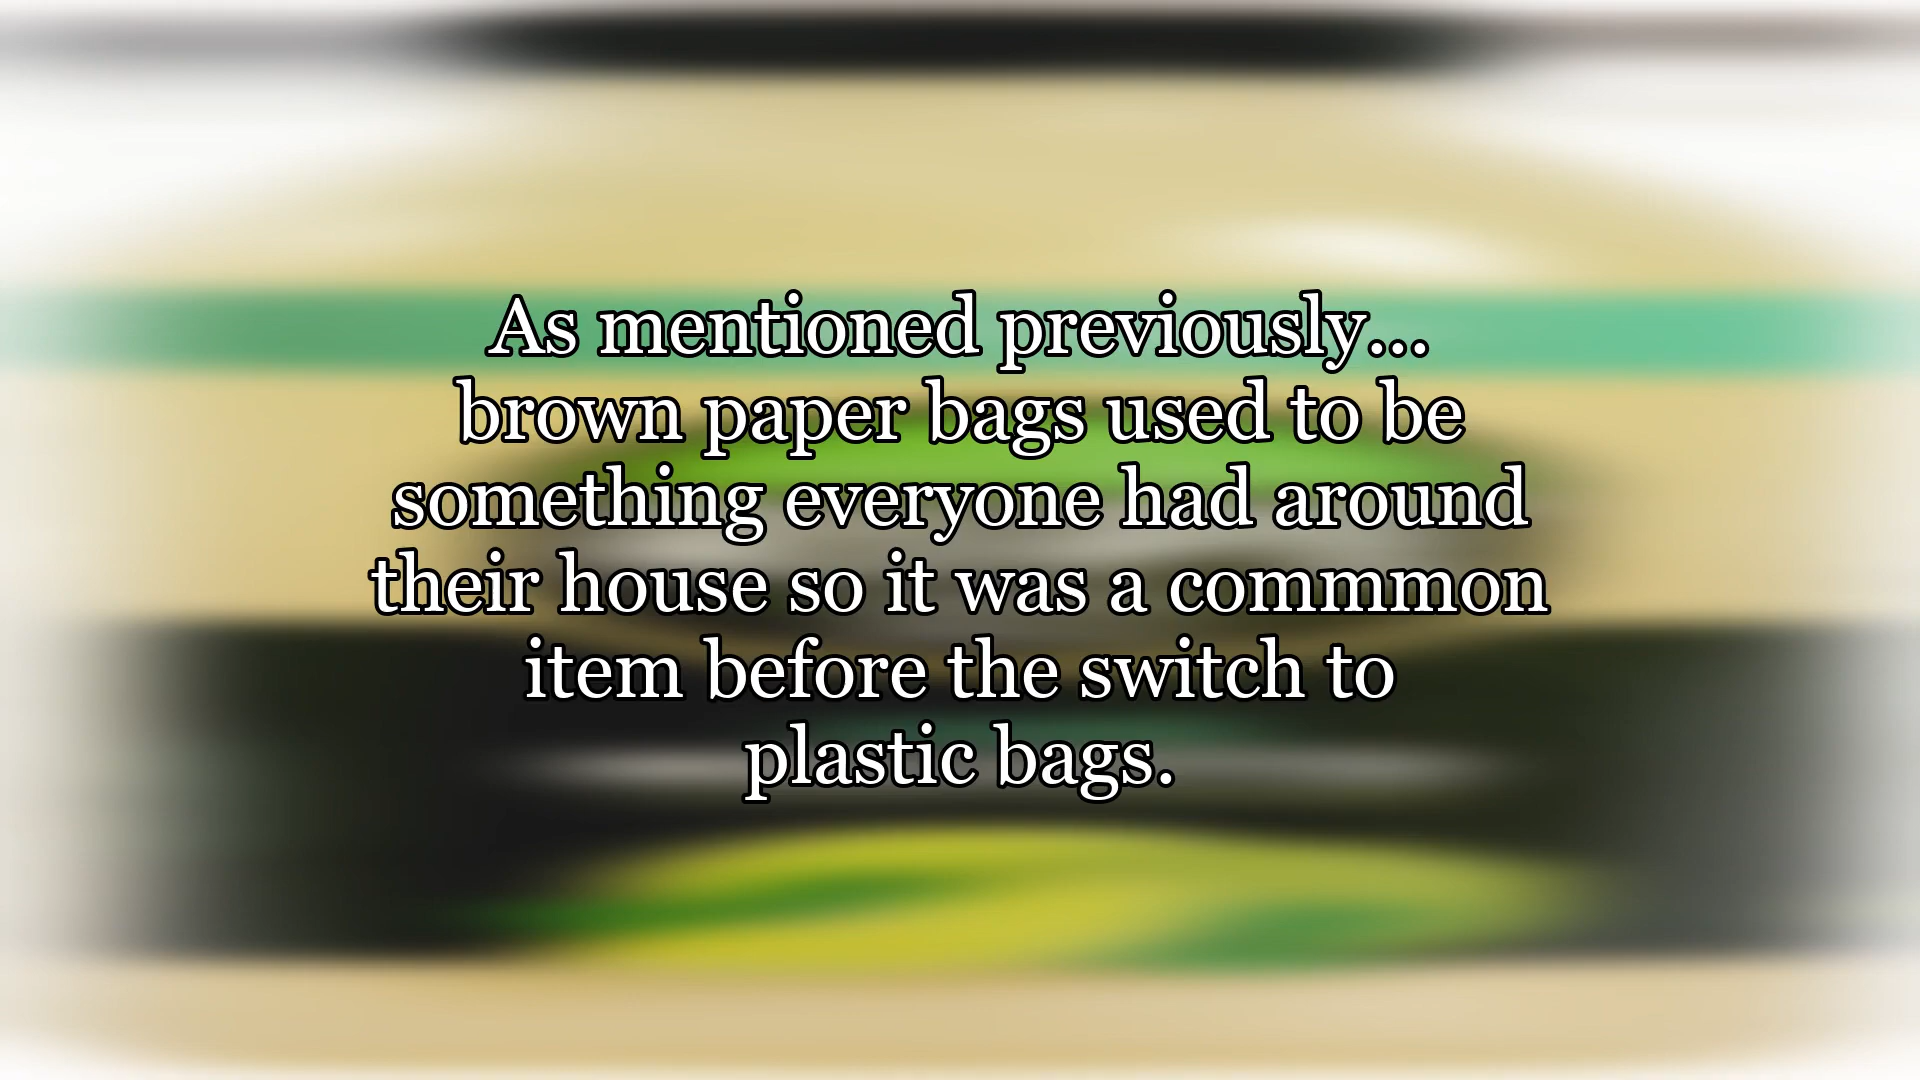 As mentioned previously...
brown paper bags used to be
something everyone had around
their house so it was a commmon
item before the switch to
plastic bags.